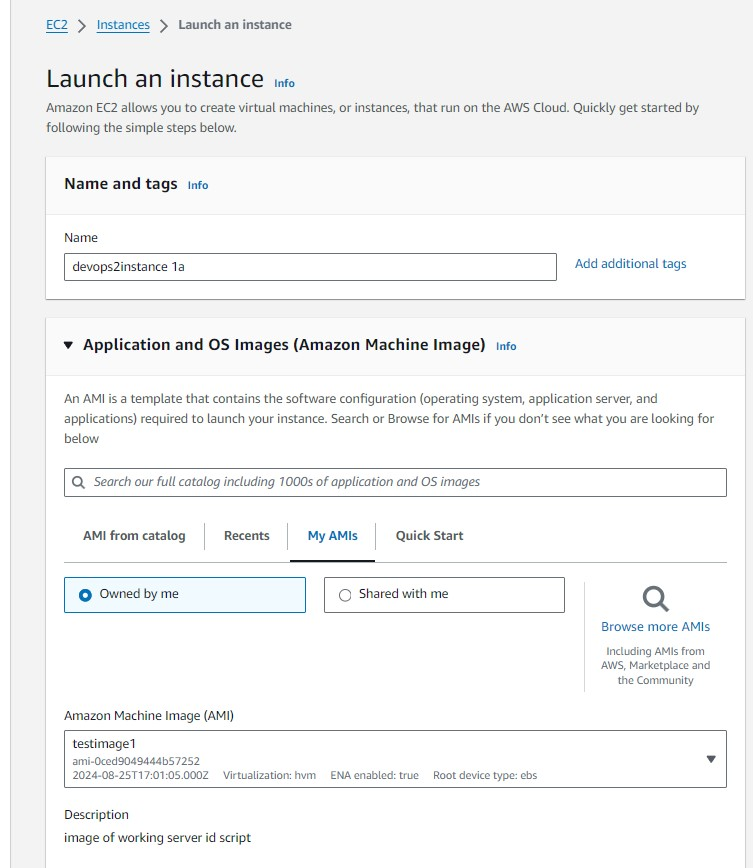 EC2 > Instances > Launch an instance
Launch an instance Info
Amazon EC2 allows you to create virtual machines, or instances, that run on the AWS Cloud. Quickly get started by
following the simple steps below.
Name and tags Info
Name
devops2instance 1a
Add additional tags
Application and OS Images (Amazon Machine Image) Info
An AMI is a template that contains the software configuration (operating system, application server, and
applications) required to launch your instance. Search or Browse for AMIs if you don't see what you are looking for
below
Search our full catalog including 1000s of application and OS images
AMI from catalog
Recents
My AMIs
Quick Start
Owned by me
Shared with me
Browse more AMIs
Including AMIs from
AWS, Marketplace and
the Community
Amazon Machine Image (AMI)
testimage1
ami-0ced9049444b57252
2024-08-25T17:01:05.000Z Virtualization: hvm ENA enabled: true Root device type: ebs
Description
image of working server id script